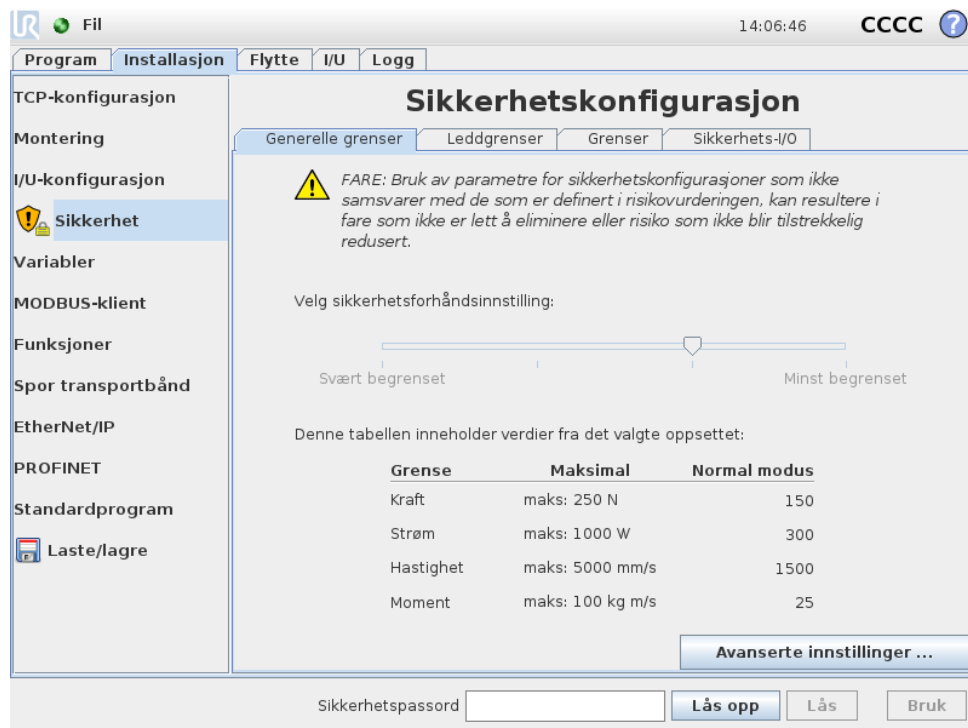 UR Fil 14:06:46 CCCC ?
Program Installasjon Flytte I/U Logg
TCP-konfigurasjon
Montering
I/U-konfigurasjon
Sikkerhet
Variabler
MODBUS-klient
Funksjoner
Spor transportbånd
EtherNet/IP
PROFINET
Standardprogram
Laste/lagre
Sikkerhetskonfigurasjon
Generelle grenser Leddgrenser Grenser Sikkerhets-I/O
FARE: Bruk av parametre for sikkerhetskonfigurasjoner som ikke
samsvarer med de som er definert i risikovurderingen, kan resultere i
fare som ikke er lett å eliminere eller risiko som ikke blir tilstrekkelig
redusert.
Velg sikkerhetsforhåndsinnstilling:
Svært begrenset Minst begrenset
Denne tabellen inneholder verdier fra det valgte oppsettet:
Grense Maksimal Normal modus
Kraft maks: 250 N 150
Strøm maks: 1000 W 300
Hastighet maks: 5000 mm/s 1500
Moment maks: 100 kg m/s 25
Avanserte innstillinger ...
Sikkerhetspassord Lås opp Lås Bruk